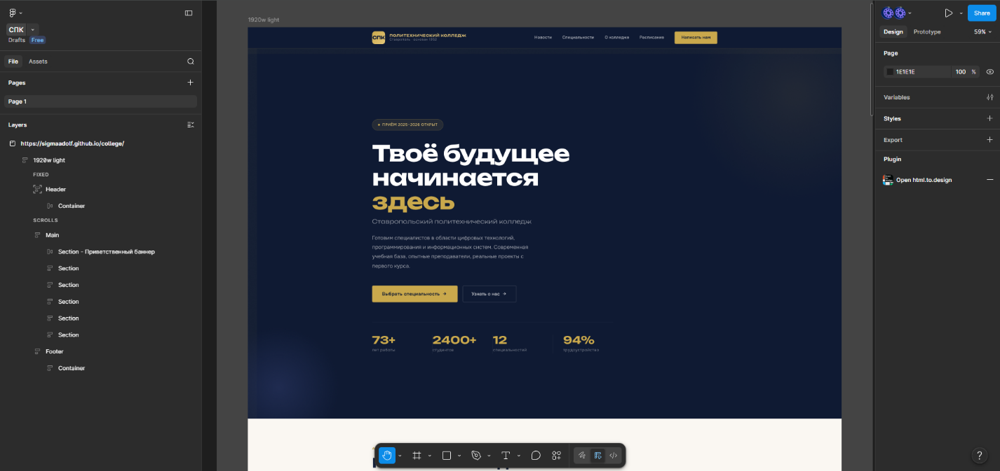 СПК
Drafts
Free
File
Assets
Pages
Page 1
Layers
https://sigmaadolf.github.io/college/
1920w light
FIXED
Header
Container
SCROLLS
Main
Section - Приветственный баннер
Section
Section
Section
Section
Section
Footer
Container
1920w light
СПК
ПОЛИТЕХНИЧЕСКИЙ КОЛЛЕДЖ
Ставрополь · основан 1952
Новости
Специальности
О колледже
Расписание
Написать нам
ПРИЁМ 2025–2026 ОТКРЫТ
Твоё будущее
начинается
здесь
Ставропольский политехнический колледж
Готовим специалистов в области цифровых технологий,
программирования и информационных систем. Современная
учебная база, опытные преподаватели, реальные проекты с
первого курса.
Выбрать специальность →
Узнать о нас →
73+
лет работы
2400+
студентов
12
специальностей
94%
трудоустройство
Share
Design
Prototype
59%
Page
1E1E1E
100
%
Variables
Styles
Export
Plugin
Open html.to.design
?